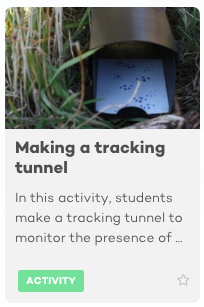 Making a tracking
tunnel
In this activity, students
make a tracking tunnel to
monitor the presence of ...
ACTIVITY